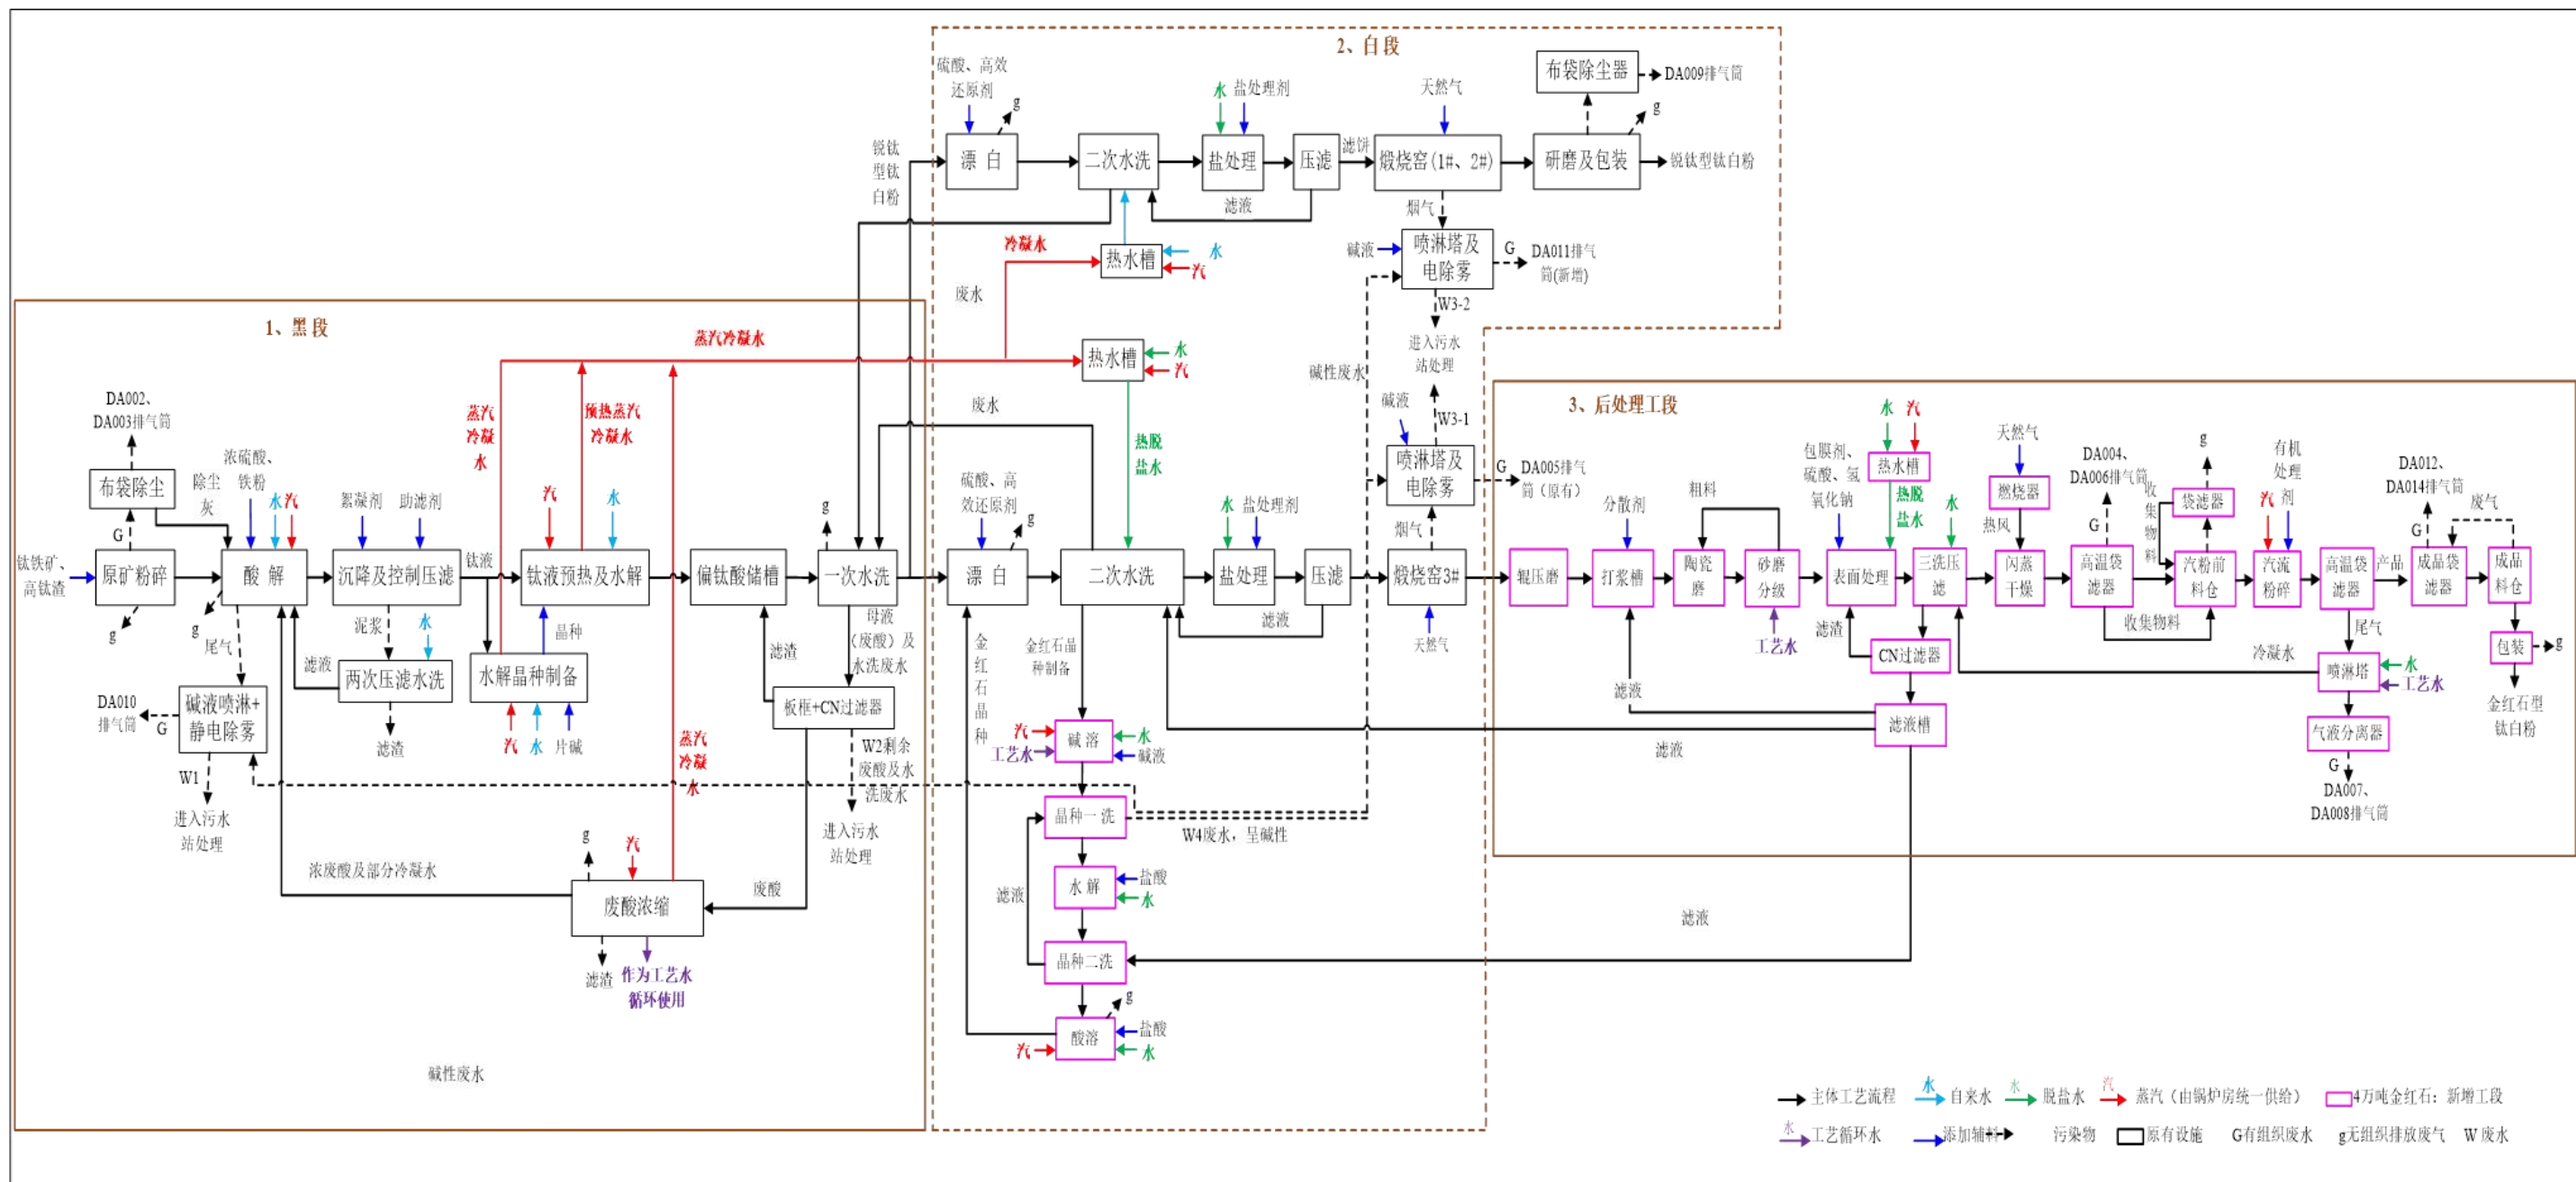 2、白段
硫酸、高效
还原剂
g
水
盐处理剂
天然气
布袋除尘器
DA009排气筒
g
锐钛
型钛
白粉
漂 白
二次水洗
盐处理
压滤
滤饼
煅烧窑(1#、2#)
研磨及包装
锐钛型钛白粉
滤液
烟气
冷凝水
热水槽
水
汽
碱液
喷淋塔及
电除雾
G
DA011排气
筒(新增)
废水
W3-2
进入污水
站处理
1、黑段
蒸汽冷凝水
热水槽
水
汽
碱性废水
碱液
W3-1
喷淋塔及
电除雾
G
DA005排气
筒（原有）
烟气
3、后处理工段
DA002、
DA003排气筒
布袋除尘
除尘
灰
浓硫酸、
铁粉
水
汽
絮凝剂
助滤剂
蒸汽
冷凝
水
预热蒸汽
冷凝水
汽
水
废水
热脱
盐水
g
硫酸、高
效还原剂
g
水
盐处理剂
G
钛铁矿、
高钛渣
原矿粉碎
g
酸 解
g
沉降及控制压滤
钛液
钛液预热及水解
偏钛酸储槽
一次水洗
漂 白
二次水洗
盐处理
压滤
煅烧窑3#
滤液
天然气
辊压磨
分散剂
打浆槽
粗料
陶瓷
磨
砂磨
分级
工艺水
包膜剂、
硫酸、氢
氧化钠
水
汽
热水槽
热脱
盐水
水
表面处理
三洗压
滤
天然气
燃烧器
热风
闪蒸
干燥
DA004、
DA006排气筒
G
高温袋
滤器
收
集
物
料
g
袋滤器
汽粉前
料仓
收集物料
有机
处理
剂
汽
汽流
粉碎
高温袋
滤器
产品
DA012、
DA014排气筒
G
废气
成品袋
滤器
成品
料仓
包装
g
金红石型
钛白粉
尾气
喷淋塔
水
工艺水
冷凝水
气液分离器
G
DA007、
DA008排气筒
滤渣
CN过滤器
滤液
滤液槽
滤液
滤液
尾气
泥浆
水
滤液
两次压滤水洗
滤渣
晶种
水解晶种制备
汽
水
片碱
DA010
排气筒
G
碱液喷淋+
静电除雾
W1
进入污水
站处理
滤渣
母液
（废酸）及
水洗废水
板框+CN过滤器
W2剩余
废酸及水
洗废水
进入污水
站处理
蒸汽
冷凝
水
浓废酸及部分冷凝水
g
汽
废酸浓缩
废酸
滤渣
作为工艺水
循环使用
碱性废水
金
红
石
晶
种
金红石晶
种制备
汽
工艺水
碱溶
水
碱液
晶种一洗
W4废水，呈碱性
水解
盐酸
水
滤液
晶种二洗
g
酸溶
汽
盐酸
水
主体工艺流程
水
自来水
水
脱盐水
汽
蒸汽（由锅炉房统一供给）
4万吨金红石：新增工段
水
工艺循环水
添加辅料
污染物
原有设施
G有组织废水
g无组织排放废气
W 废水